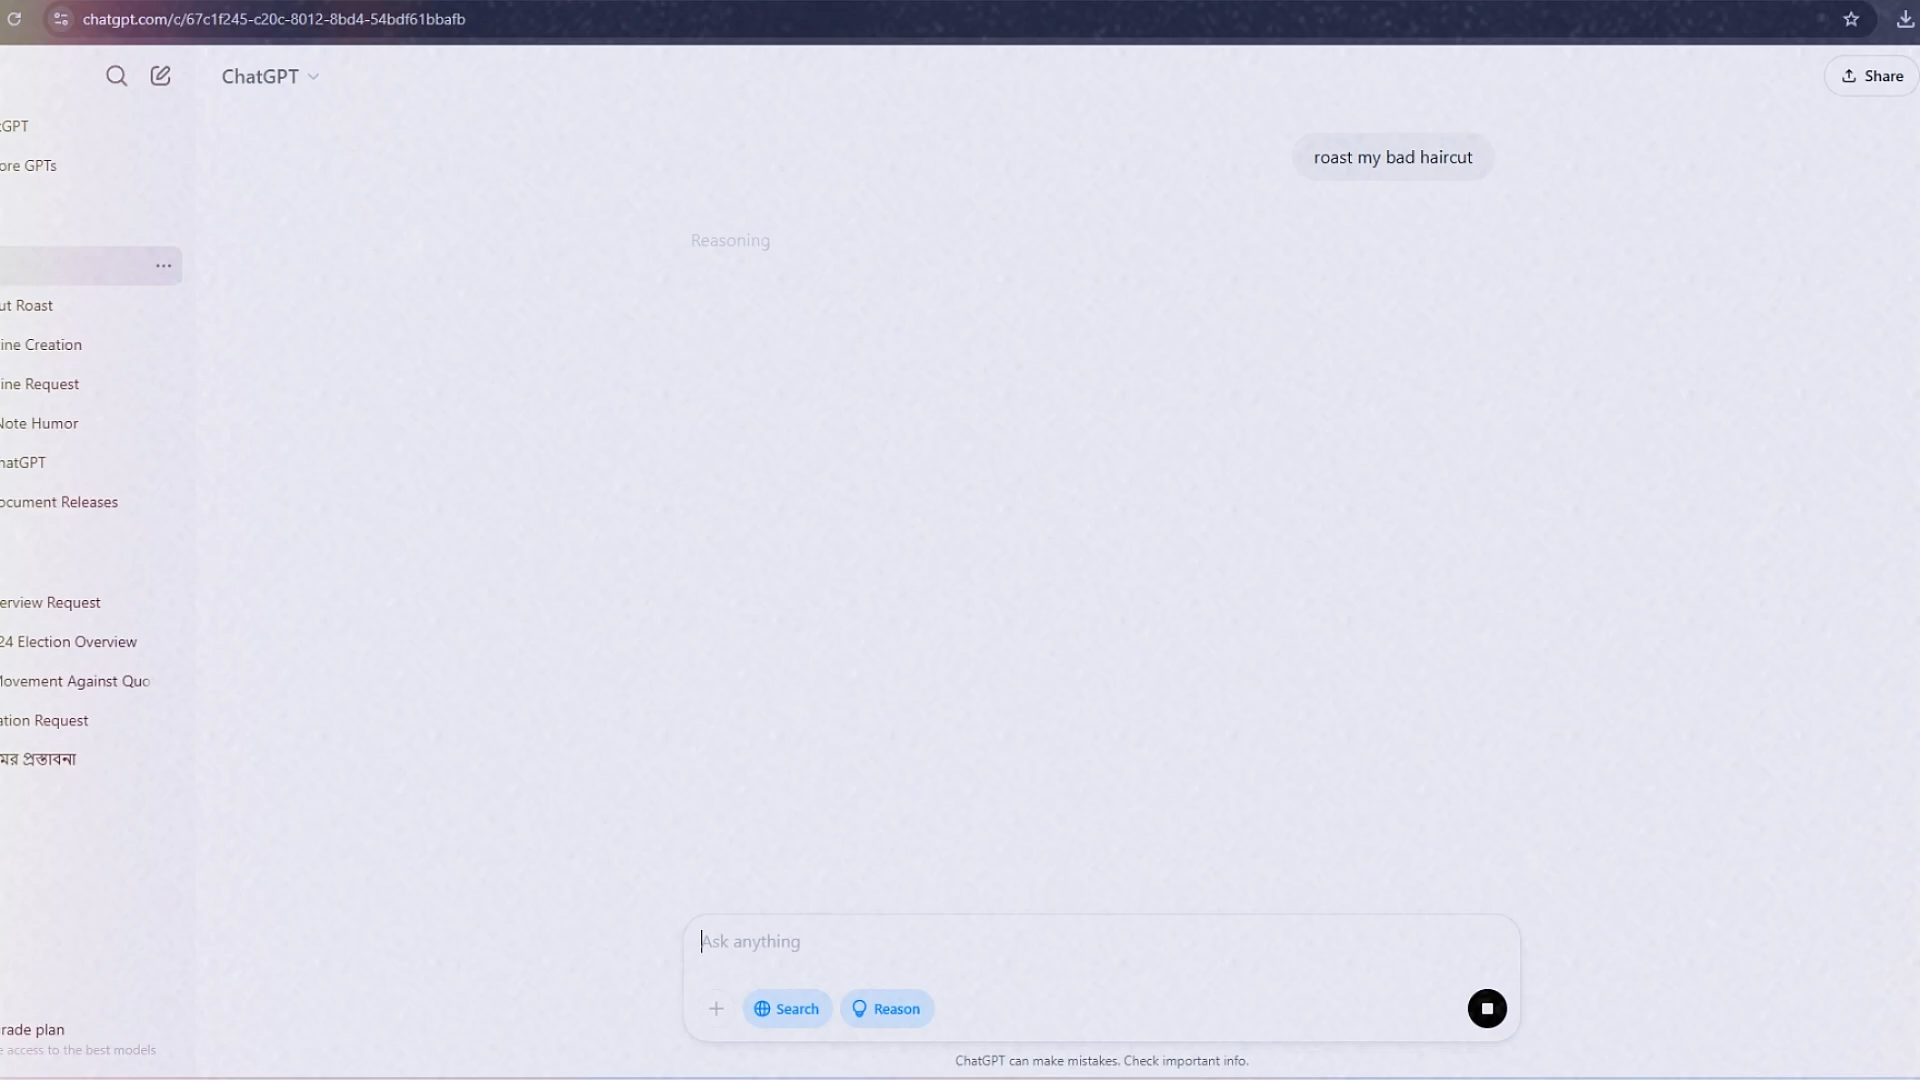 chatgpt.com/c/67c1f245-c20c-8012-8bd4-54bdf61bbafb
ChatGPT
Share
tGPT
ore GPTs
roast my bad haircut
Reasoning
ut Roast
ine Creation
ine Request
Note Humor
hatGPT
ocument Releases
erview Request
24 Election Overview
Movement Against Quo
ation Request
মের প্রস্তাবনা
Ask anything
Search
Reason
rade plan
e access to the best models
ChatGPT can make mistakes. Check important info.